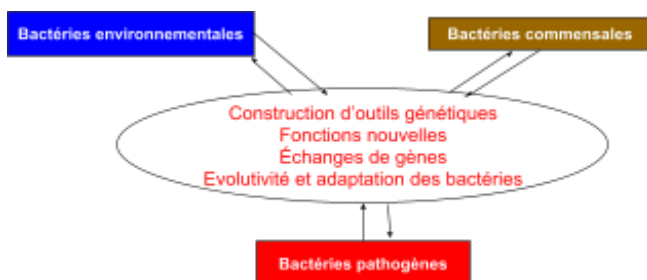 Bactéries environnementales
Bactéries commensales
Construction d'outils génétiques
Fonctions nouvelles
Échanges de gènes
Evolutivité et adaptation des bactéries
Bactéries pathogènes